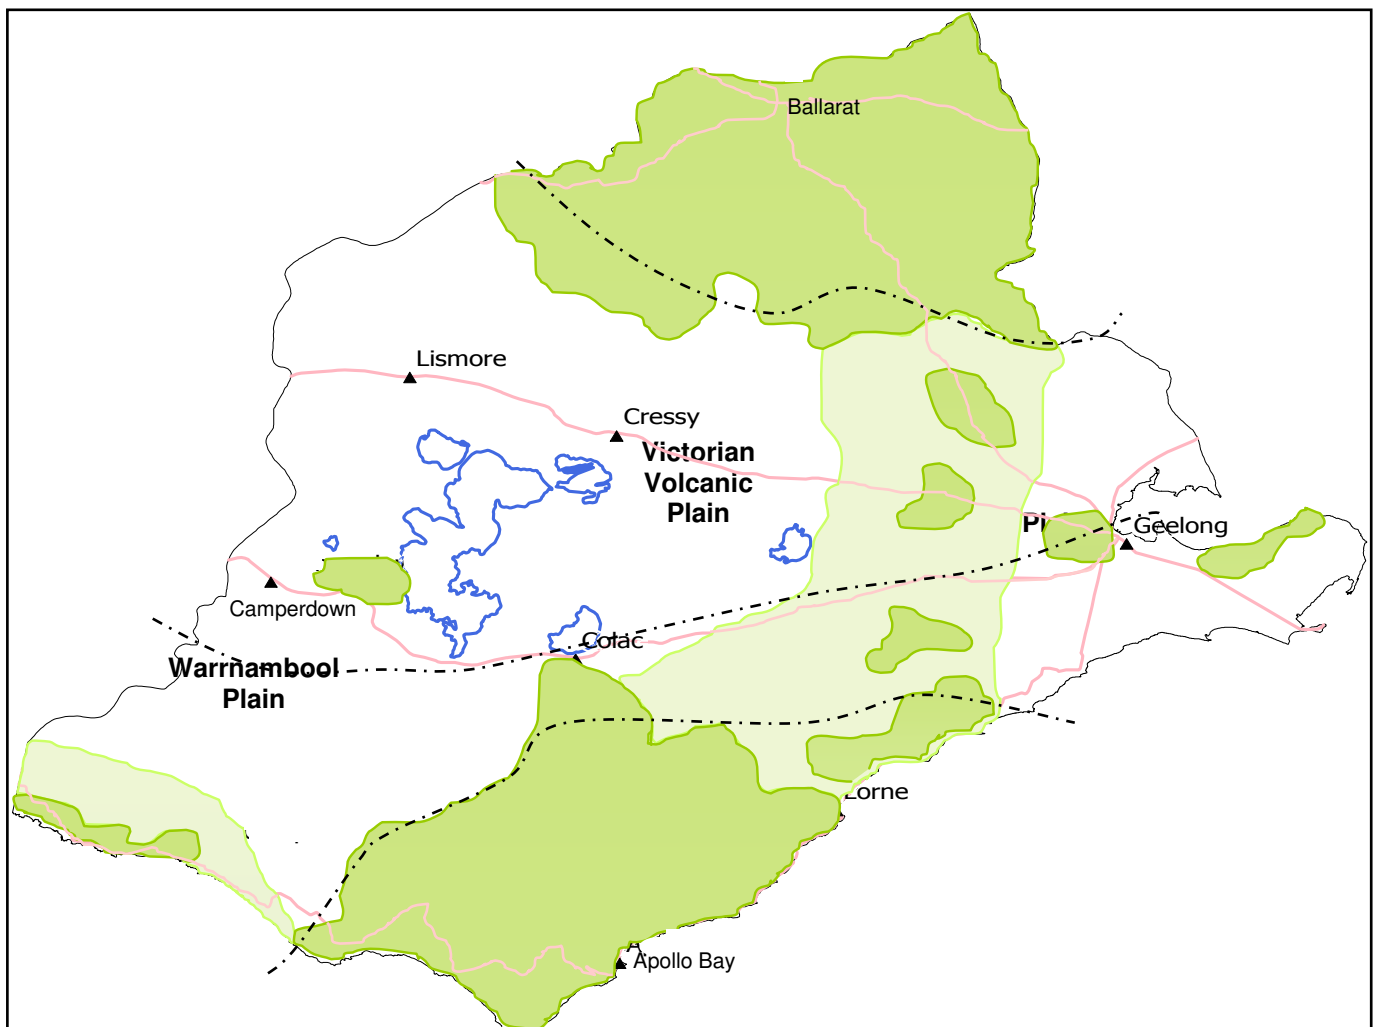 Ballarat
Lismore
Cressy
Victorian
Volcanic
Plain
Geelong
Camperdown
Colac
Warrnambool
Plain
Lorne
Apollo Bay